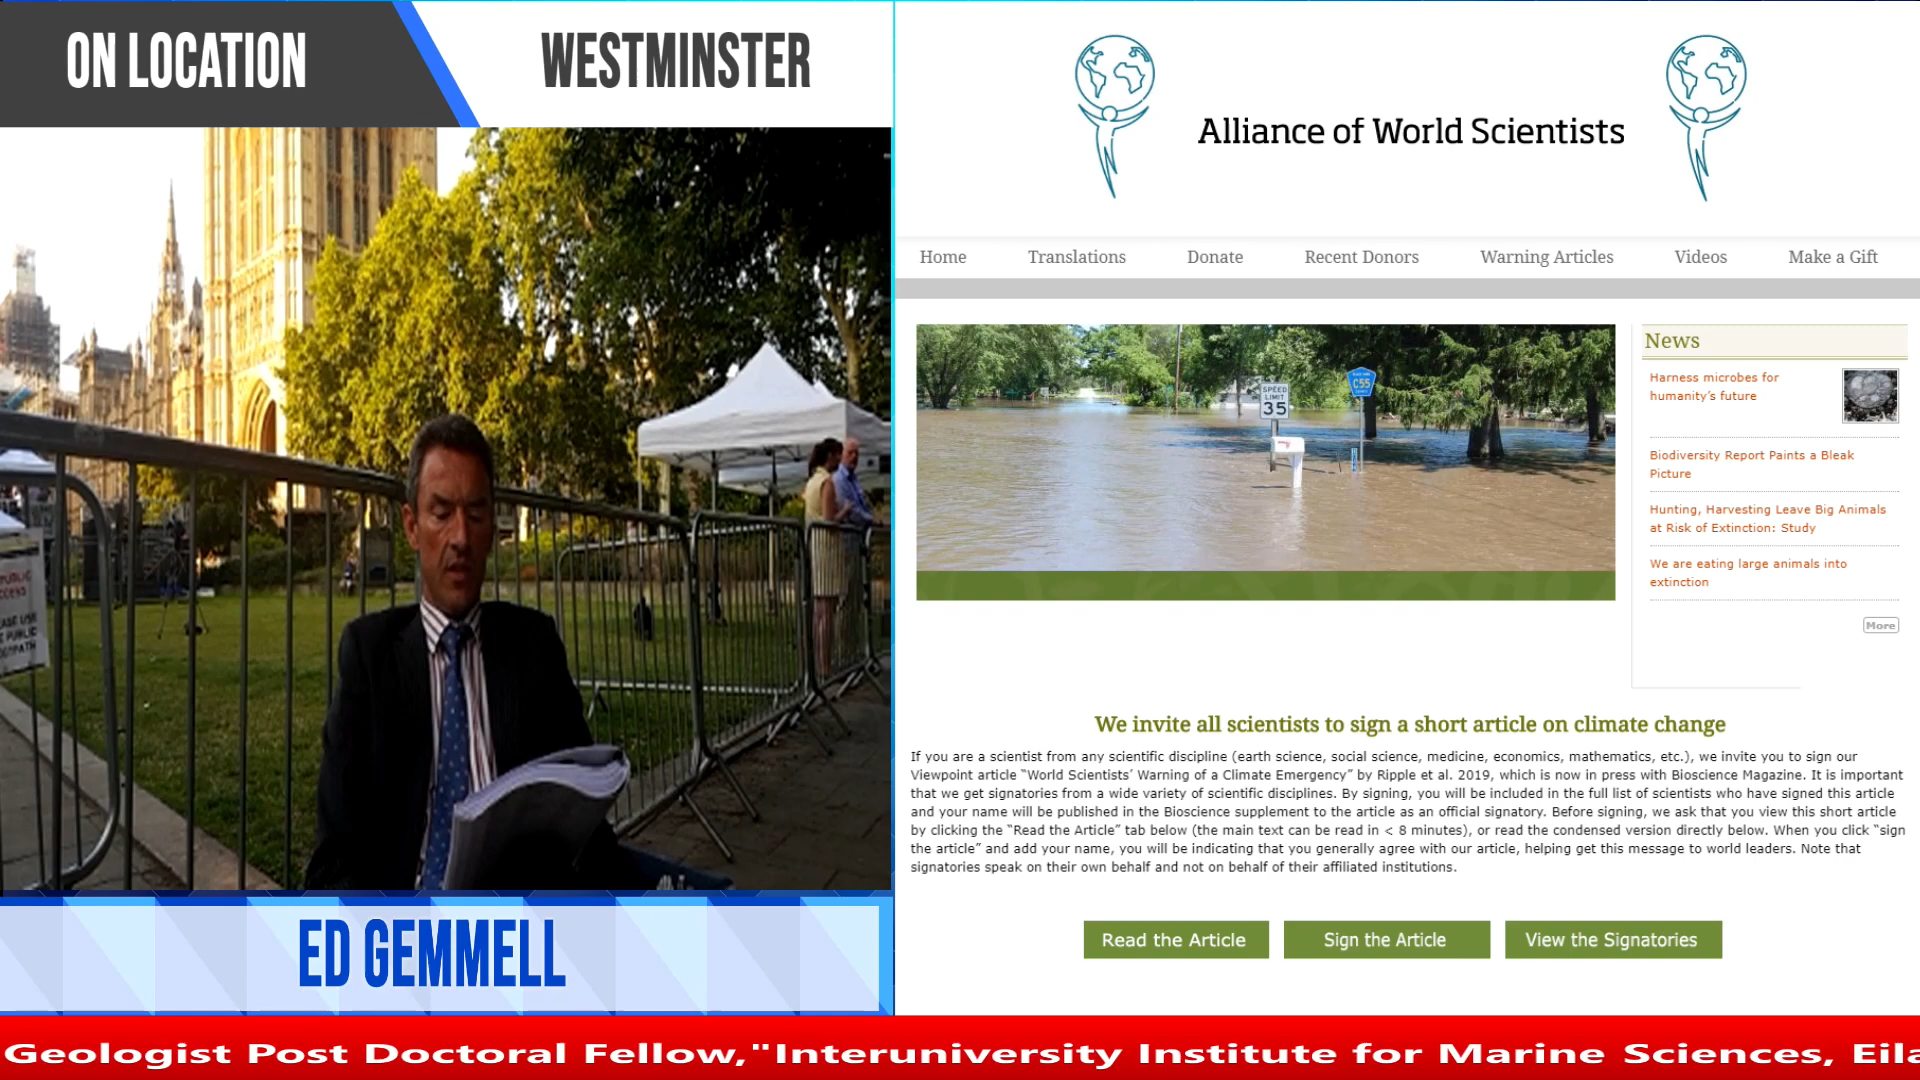 ON LOCATION
WESTMINSTER
PUBLIC
ED GEMMELL
Alliance of World Scientists
Home Translations Donate Recent Donors Warning Articles Videos Make a Gift
SPEED
LIMIT
35
C55
News
Harness microbes for
humanity's future
Biodiversity Report Paints a Bleak
Picture
Hunting, Harvesting Leave Big Animals
at Risk of Extinction: Study
We are eating large animals into
extinction
More
We invite all scientists to sign a short article on climate change
If you are a scientist from any scientific discipline (earth science, social science, medicine, economics, mathematics, etc.), we invite you to sign our
Viewpoint article "World Scientists' Warning of a Climate Emergency" by Ripple et al. 2019, which is now in press with Bioscience Magazine. It is important
that we get signatories from a wide variety of scientific disciplines. By signing, you will be included in the full list of scientists who have signed this article
and your name will be published in the Bioscience supplement to the article as an official signatory. Before signing, we ask that you view this short article
by clicking the "Read the Article" tab below (the main text can be read in < 8 minutes), or read the condensed version directly below. When you click "sign
the article" and add your name, you will be indicating that you generally agree with our article, helping get this message to world leaders. Note that
signatories speak on their own behalf and not on behalf of their affiliated institutions.
Read the Article Sign the Article View the Signatories
Geologist Post Doctoral Fellow,"Interuniversity Institute for Marine Sciences, Eila